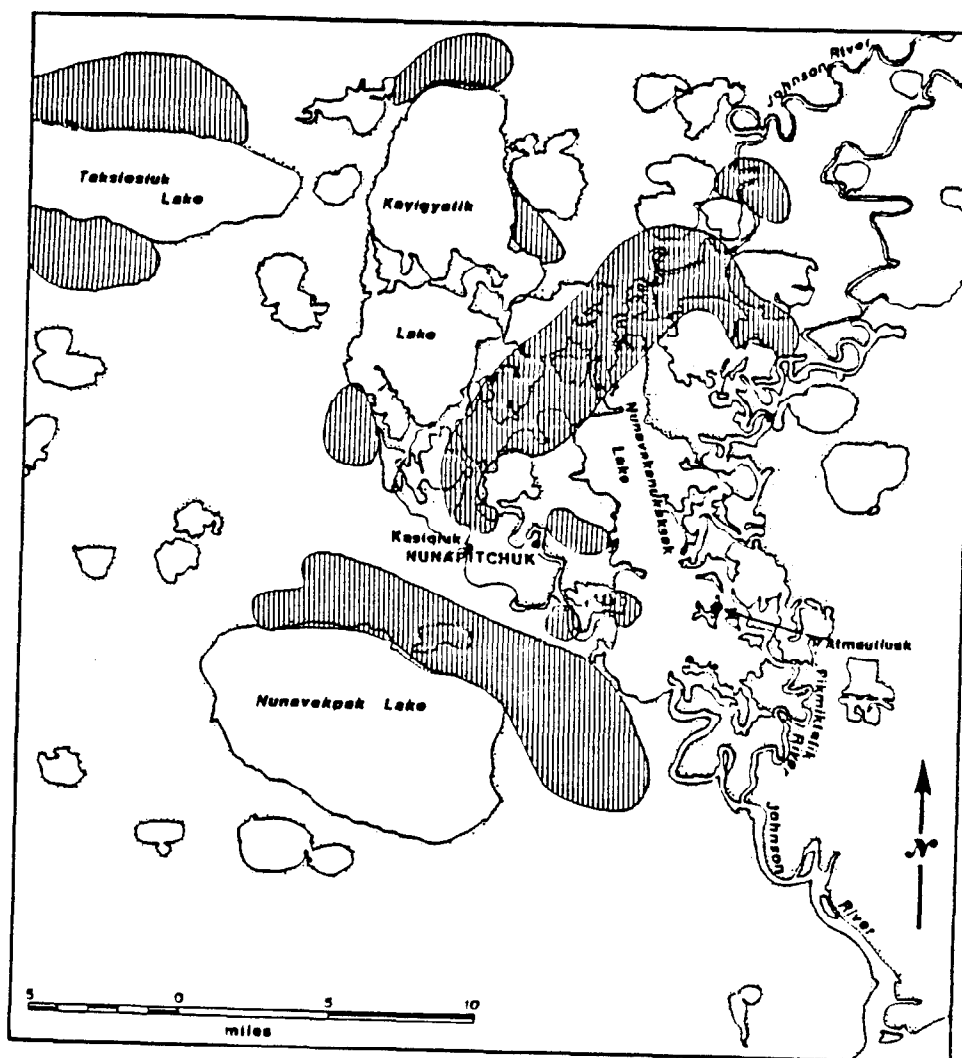 Johnson River
Takslesluk
Lake
Kayigyalik
Lake
Nunavakanukakslak
Lake
Kasigluk
NUNAPITCHUK
Atmautluak
Nunavakpak Lake
Pikmiktalik
River
Johnson
River
N
5 0 5 10
miles